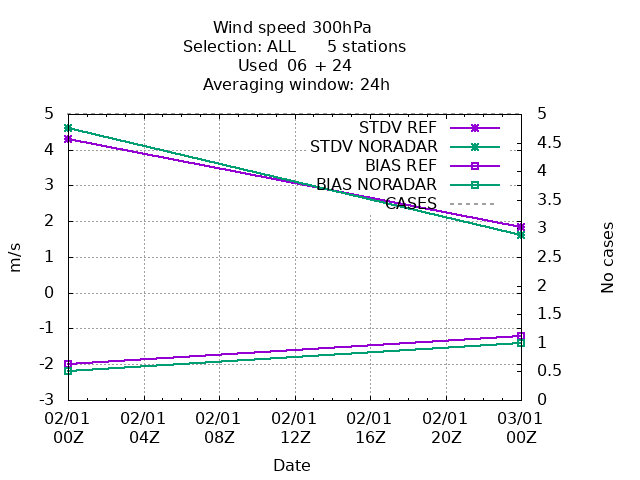 Wind speed 300hPa
Selection: ALL 5 stations
Used 06 + 24
Averaging window: 24h
5
4
3
2
1
0
-1
-2
-3
m/s
5
4.5
4
3.5
3
2.5
2
1.5
1
0.5
0
No cases
STDV REF
STDV NORADAR
BIAS REF
BIAS NORADAR
CASES
02/01 02/01 02/01 02/01 02/01 02/01 03/01
00Z 04Z 08Z 12Z 16Z 20Z 00Z
Date